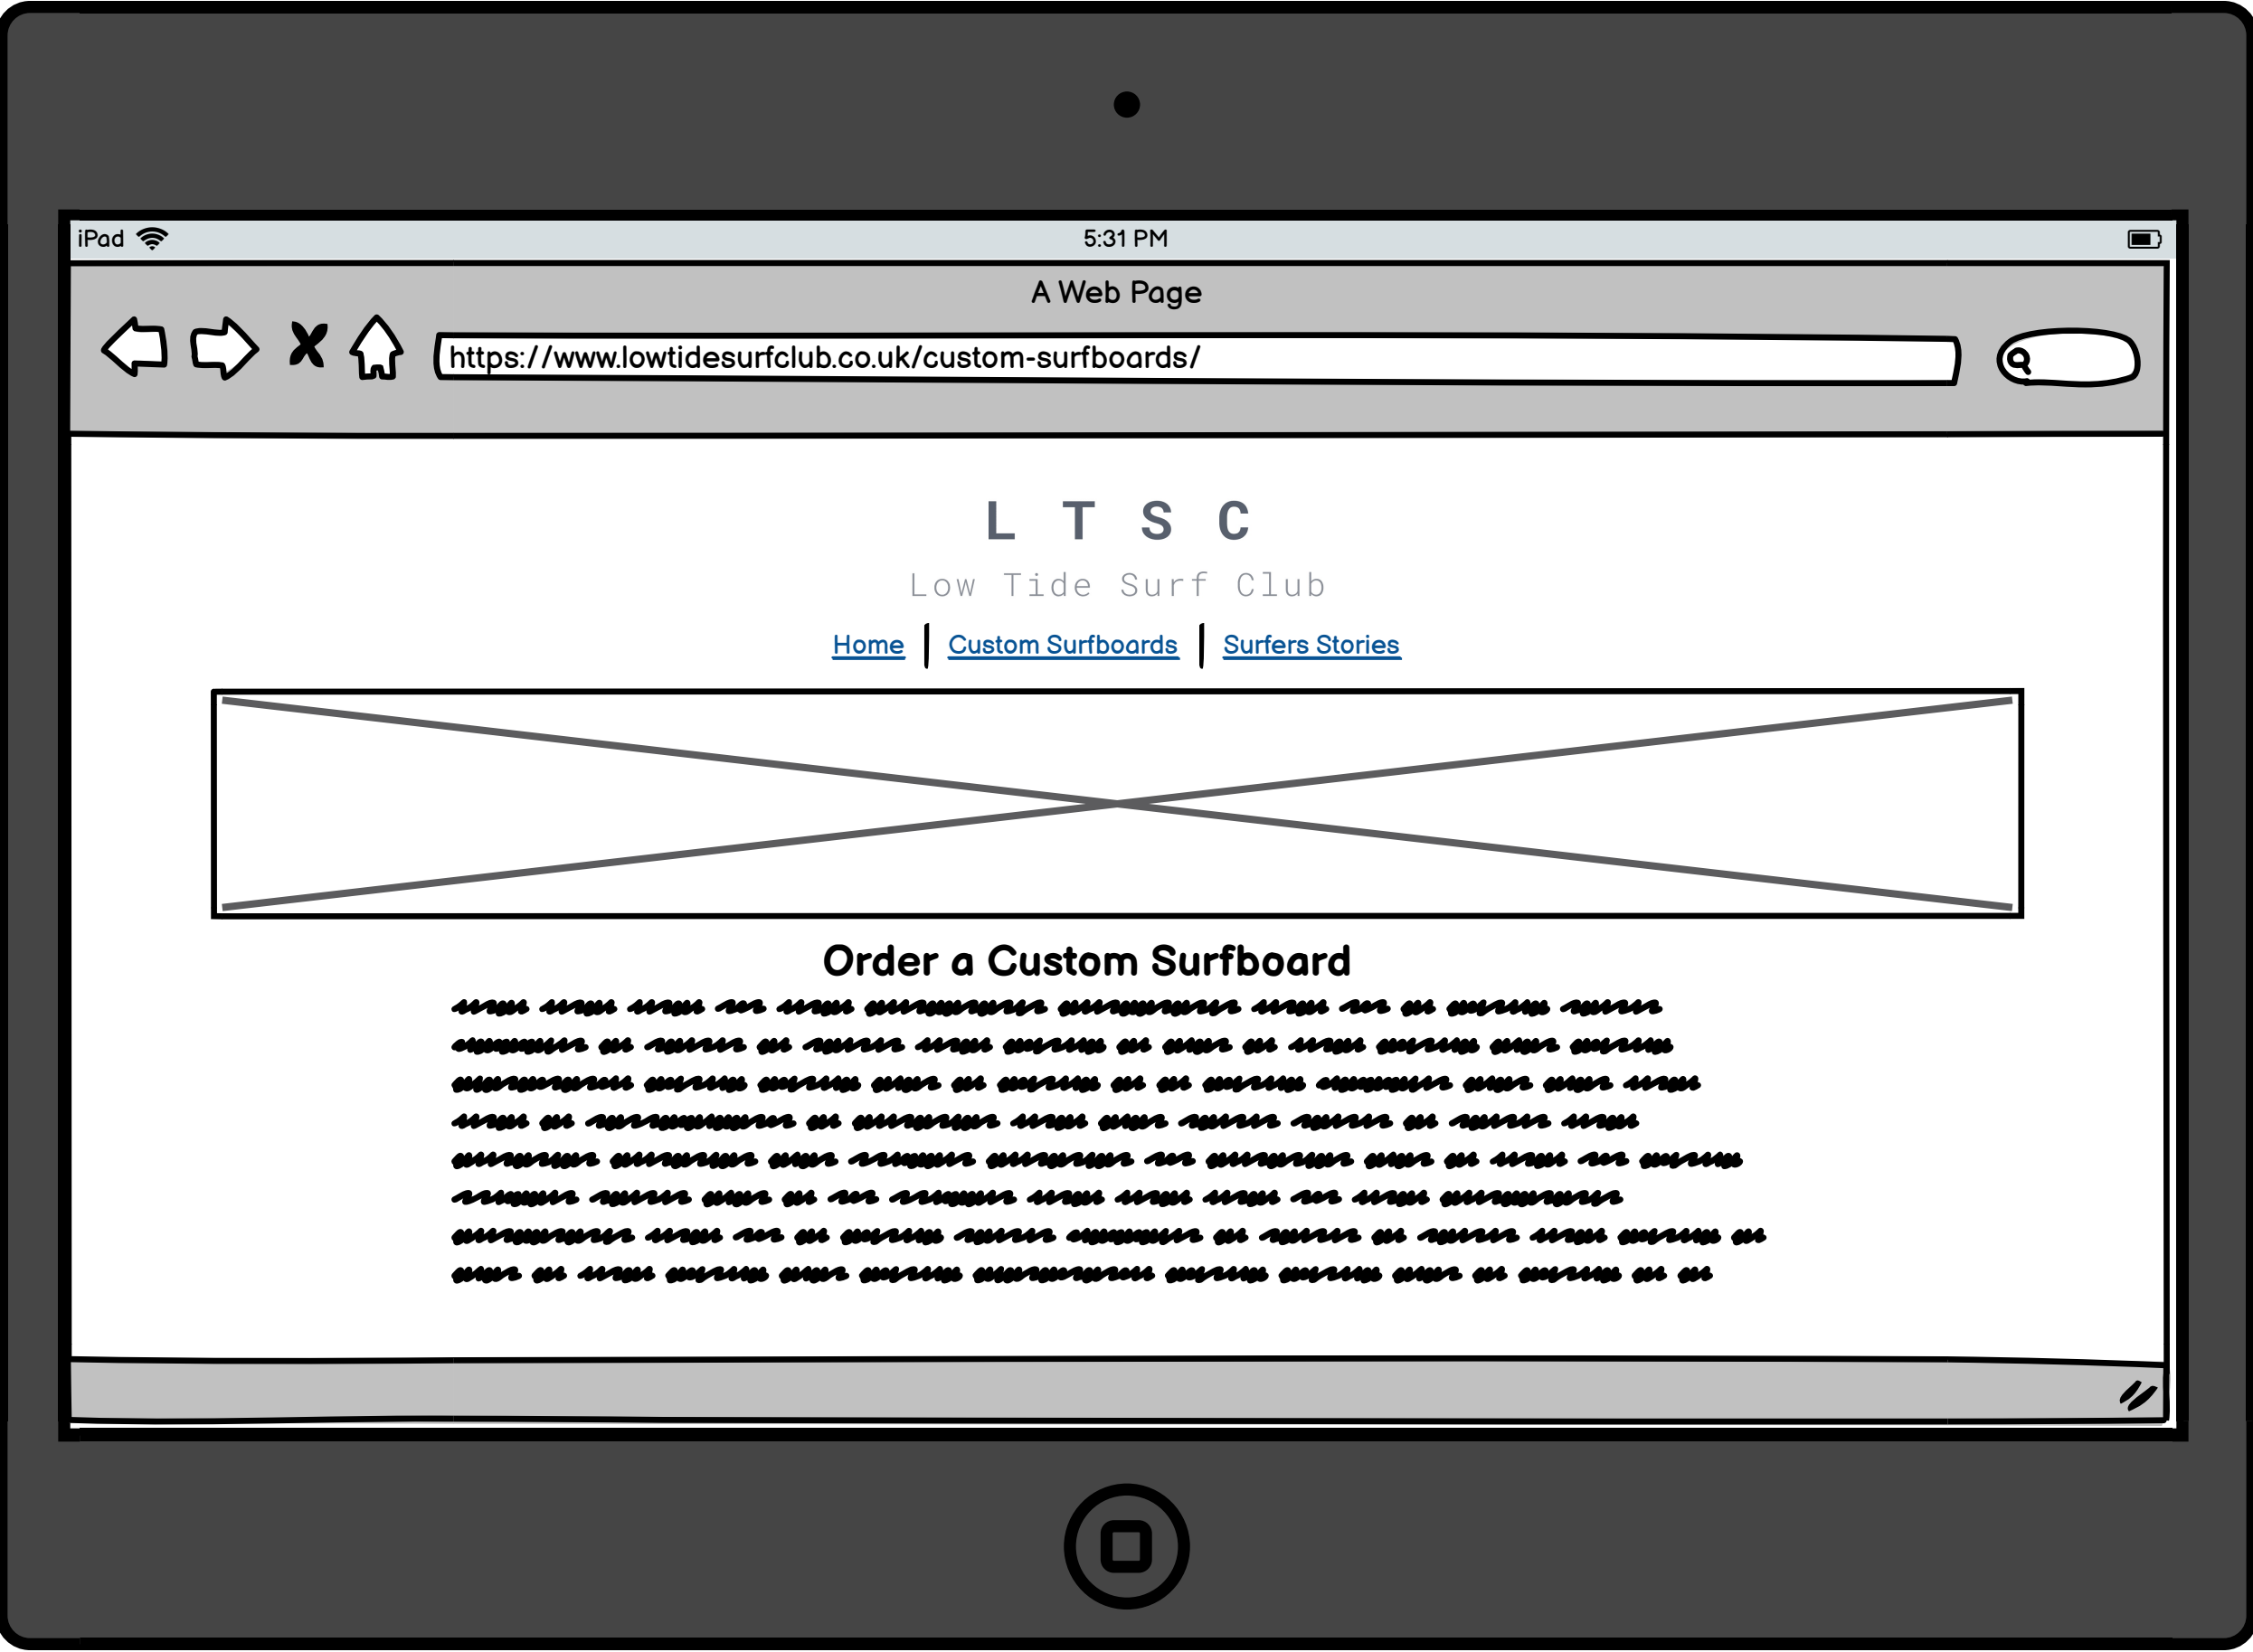 iPad 5:31 PM
A Web Page
https://www.lowtidesurfclub.co.uk/custom-surfboards/
L T S C
Low Tide Surf Club
Home | Custom Surfboards | Surfers Stories
Order a Custom Surfboard